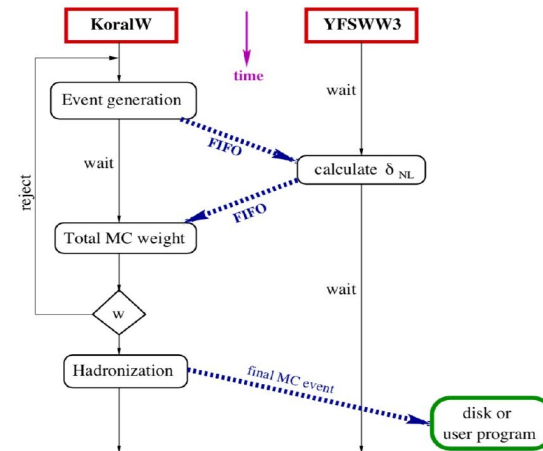 KoralW
YFSWW3
time
Event generation
wait
FIFO
wait
calculate δ NL
reject
FIFO
Total MC weight
wait
w
Hadronization
final MC event
disk or
user program